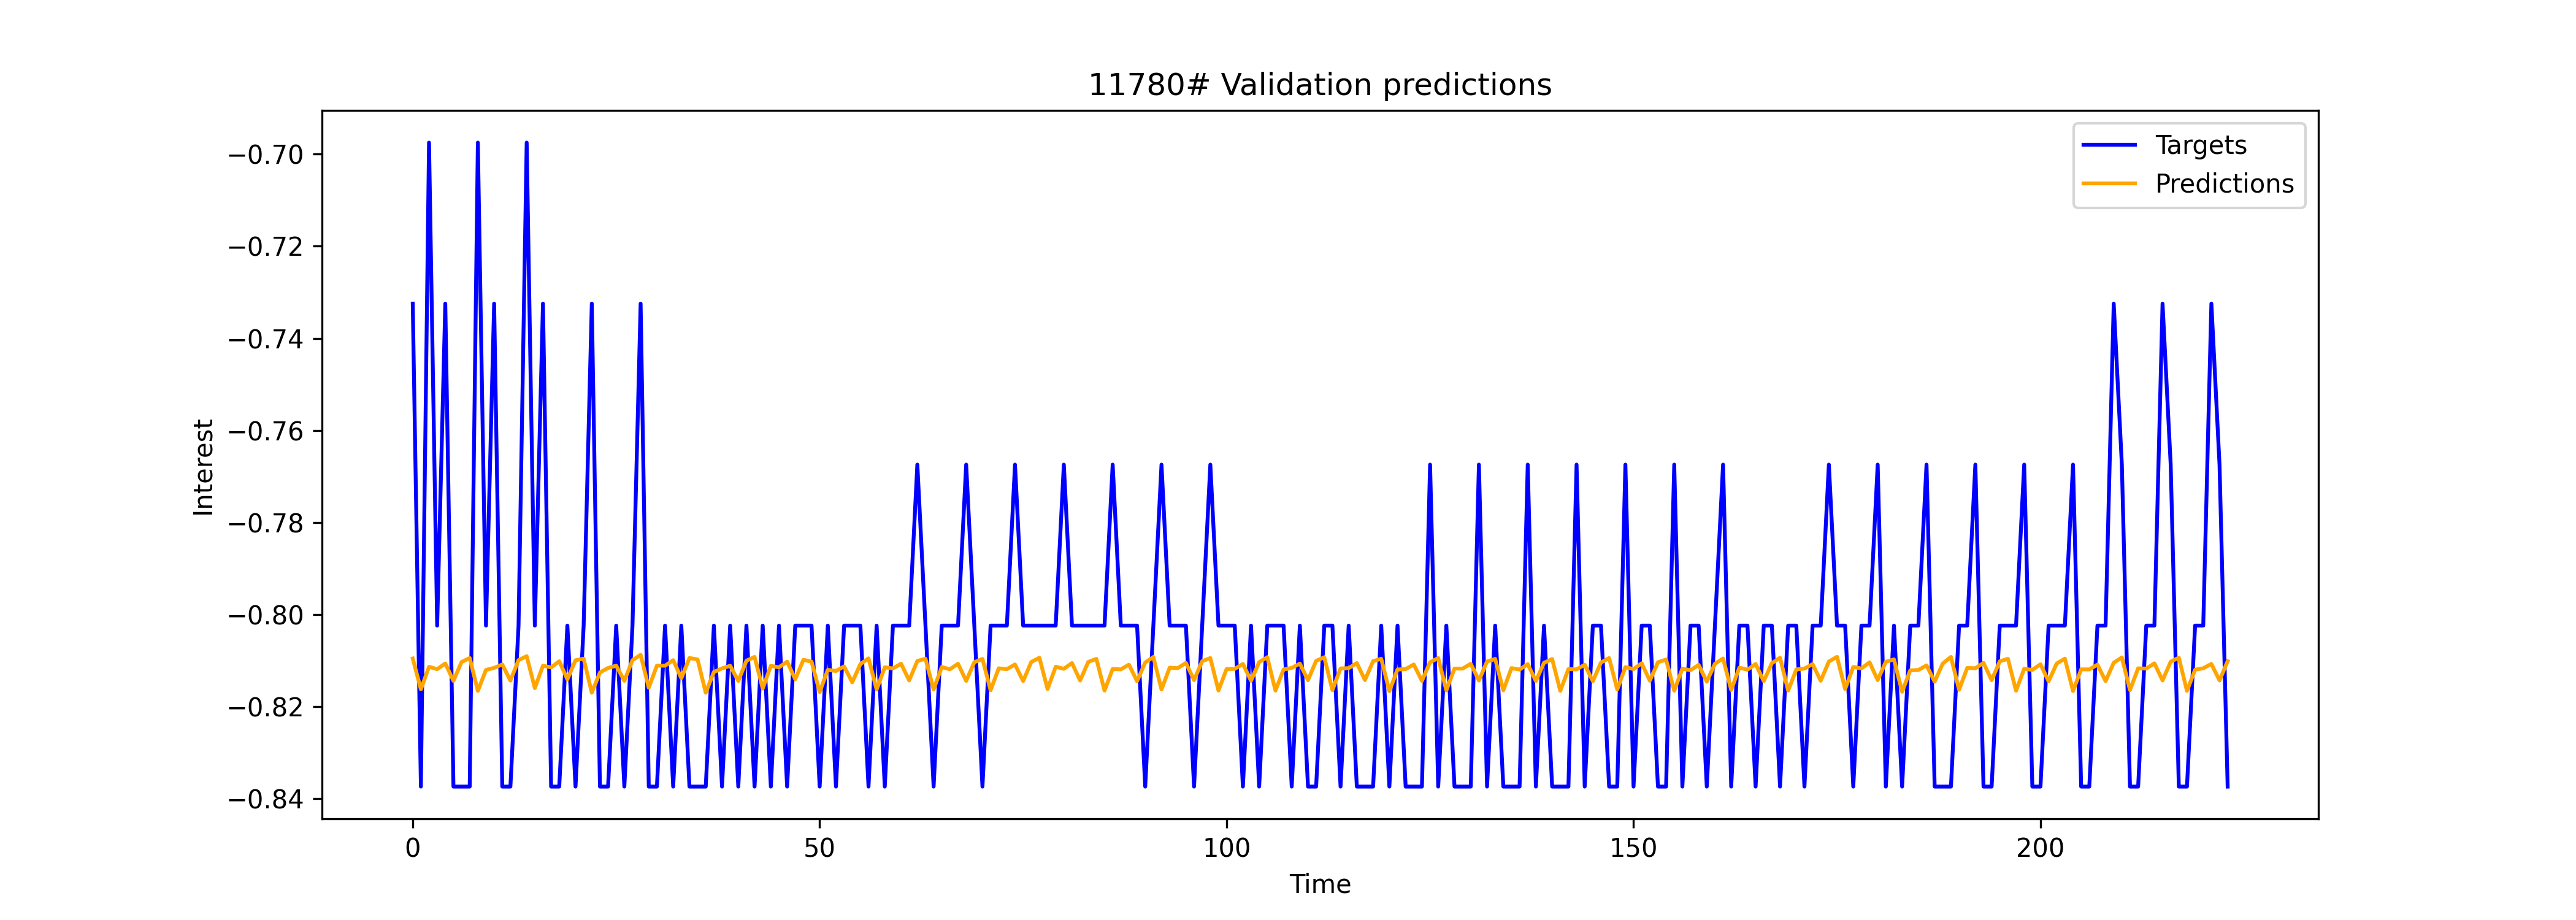 11780# Validation predictions
Targets
Predictions
Interest
−0.70
−0.72
−0.74
−0.76
−0.78
−0.80
−0.82
−0.84
0 50 100 150 200
Time